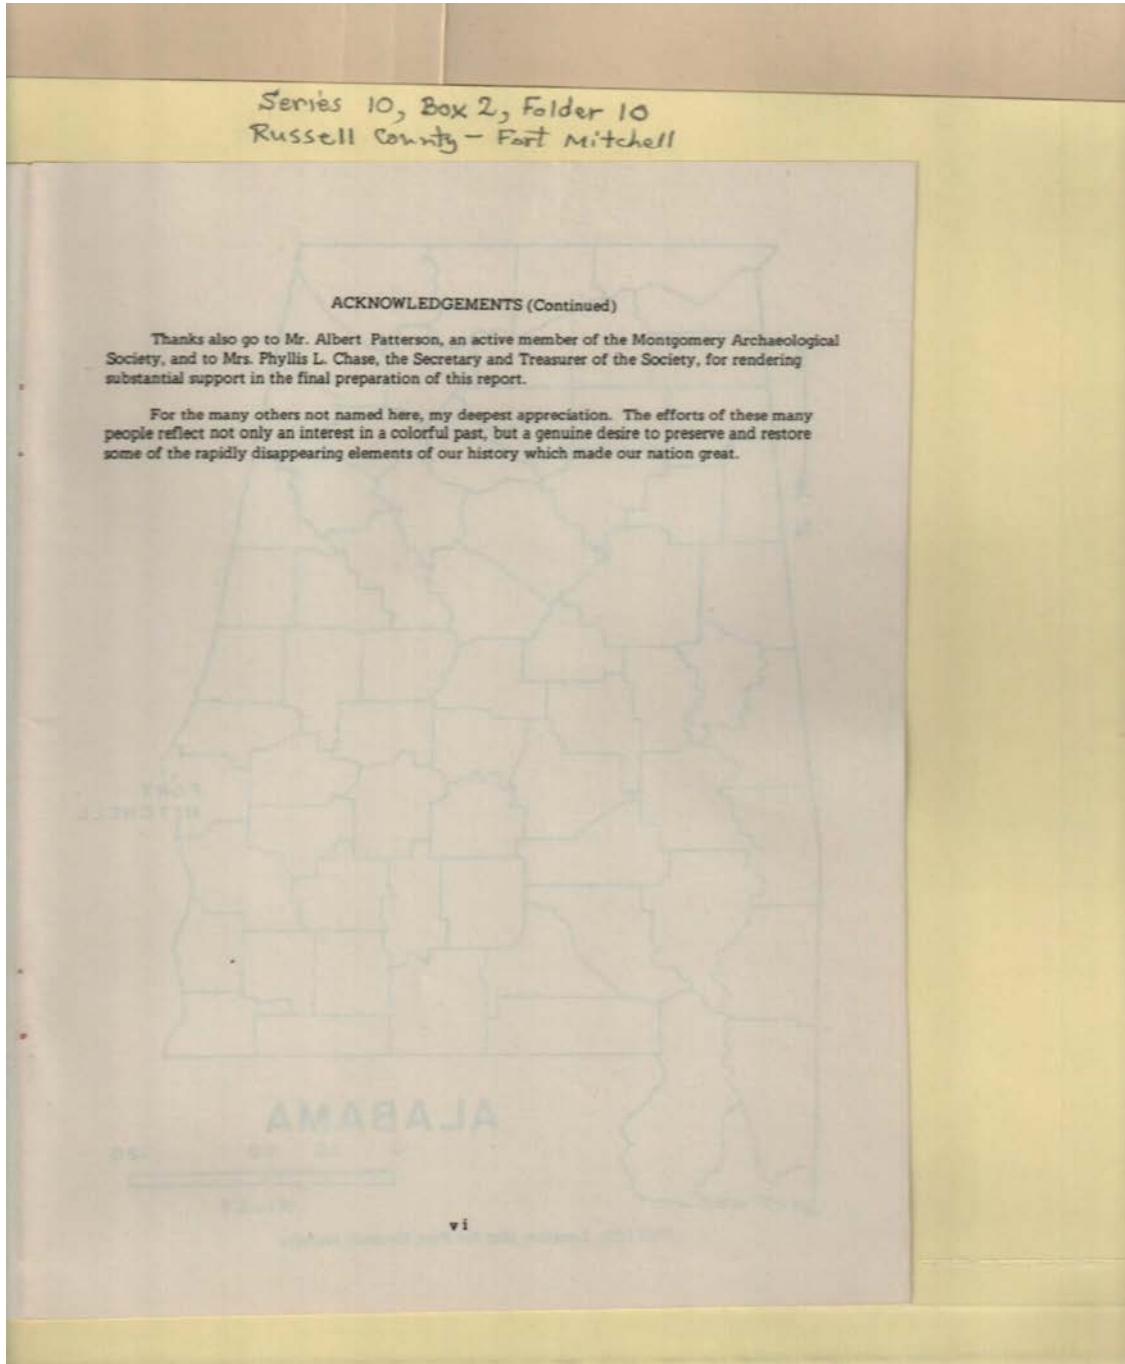 Series 10, Box 2, Folder 10
Russell County - Fort Mitchell
ACKNOWLEDGEMENTS (Continued)
Thanks also go to Mr. Albert Patterson, an active member of the Montgomery Archaeological
Society, and to Mrs. Phyllis L. Chase, the Secretary and Treasurer of the Society, for rendering
substantial support in the final preparation of this report.
For the many others not named here, my deepest appreciation. The efforts of these many
people reflect not only an interest in a colorful past, but a genuine desire to preserve and restore
some of the rapidly disappearing elements of our history which made our nation great.
FORT
MITCHELL
ALABAMA
vi